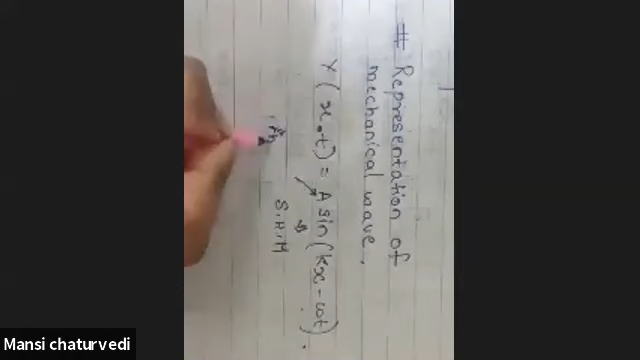 # Representation of
mechanical wave,
Y(x,t) = A sin(kx - ωt).
S.H.M
Mansi chaturvedi